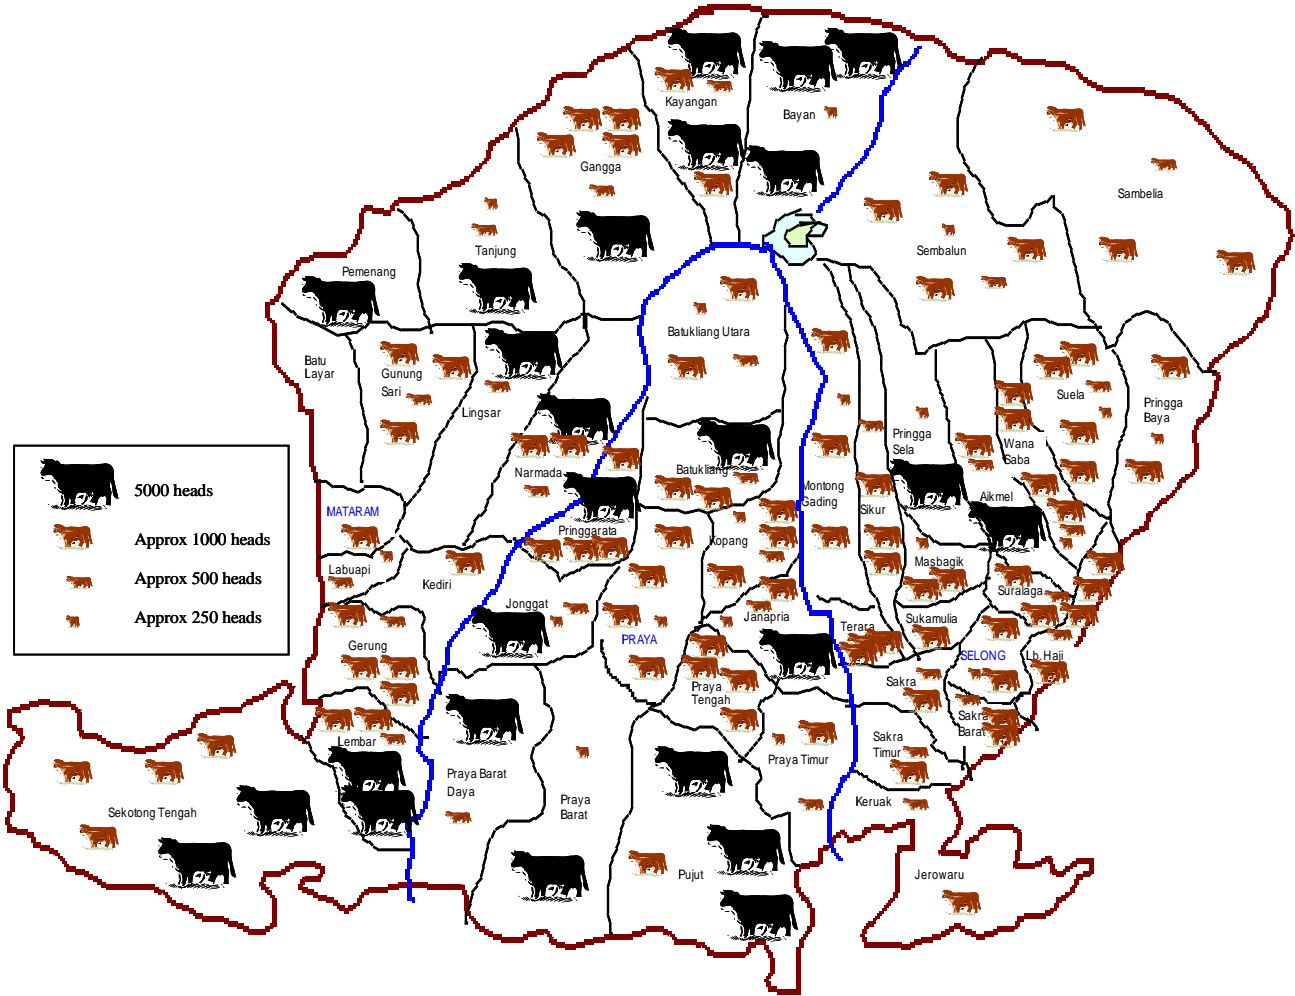 Kayangan
Bayan
Gangga
Sambelia
Tanjung
Sembalun
Pemenang
Batukliang Utara
Batu
Layar
Gunung
Sari
Lingsar
Suela
Pringga
Baya
Pringga
Sela
Wana
Saba
Narmada
Batukliang
Montong
Gading
Sikur
Aikmel
5000 heads
Approx 1000 heads
Approx 500 heads
Approx 250 heads
MATARAM
Pringgarata
Kopang
Masbagik
Labuapi
Kediri
Suralaga
Jonggat
Janapria
Terara
Sukamulia
Gerung
PRAYA
SELONG
Lb.Haji
Praya
Tengah
Sakra
Sakra
Barat
Lembar
Sakra
Timur
Praya Timur
Praya Barat
Daya
Praya
Barat
Keruak
Sekotong Tengah
Pujut
Jerowaru